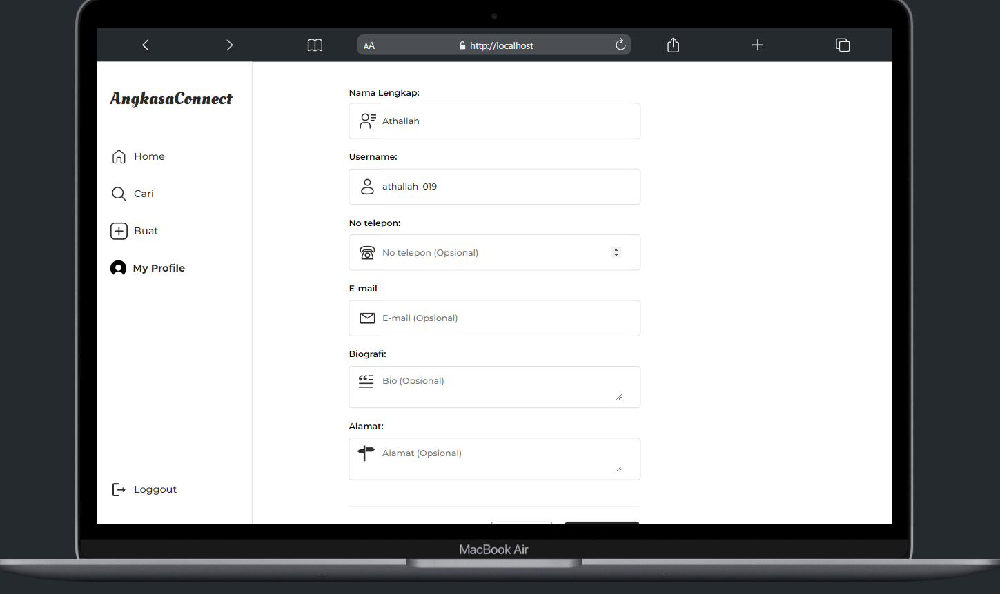 AA
http://localhost
AngkasaConnect
Home
Cari
Buat
My Profile
Loggout
Nama Lengkap:
Athallah
Username:
athallah_019
No telepon:
No telepon (Opsional)
E-mail
E-mail (Opsional)
Biografi:
Bio (Opsional)
Alamat:
Alamat (Opsional)
MacBook Air